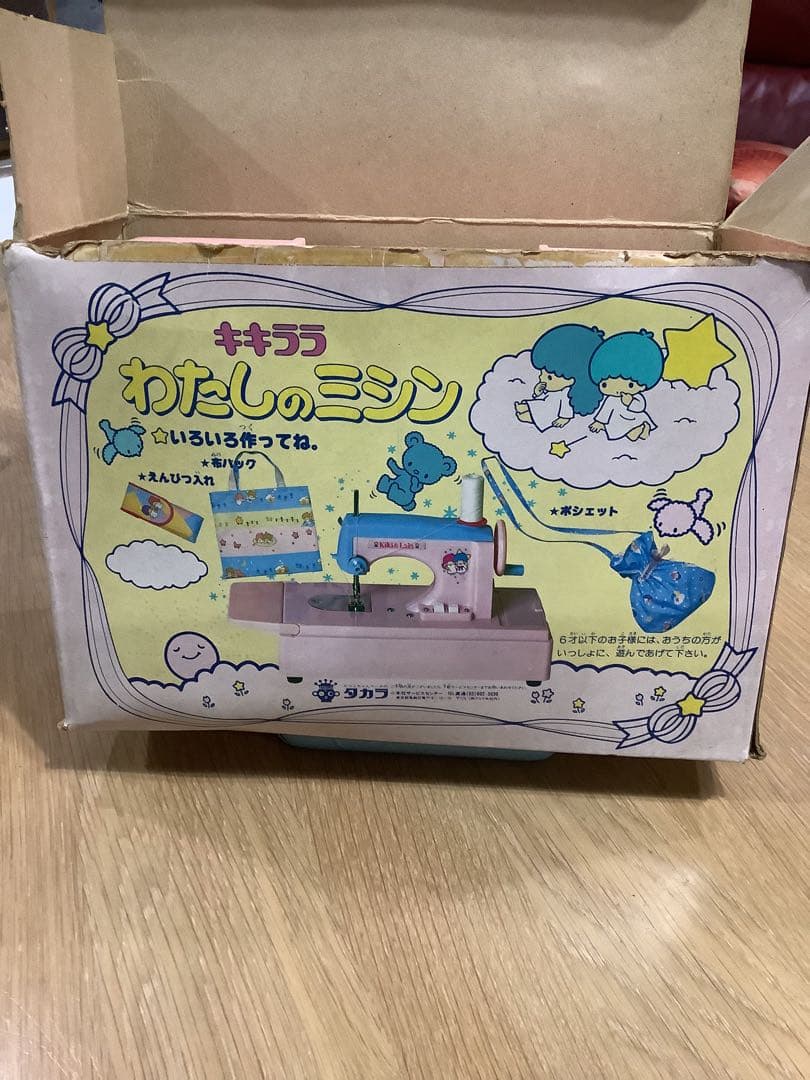 キキララ
わたしのミシン
☆いろいろ作ってね。
★布バック
★えんぴつ入れ
★ポシェット
Kiki & Lala
6才以下のお子様には、おうちの方が
いっしょに、遊んであげて下さい。
タカラ